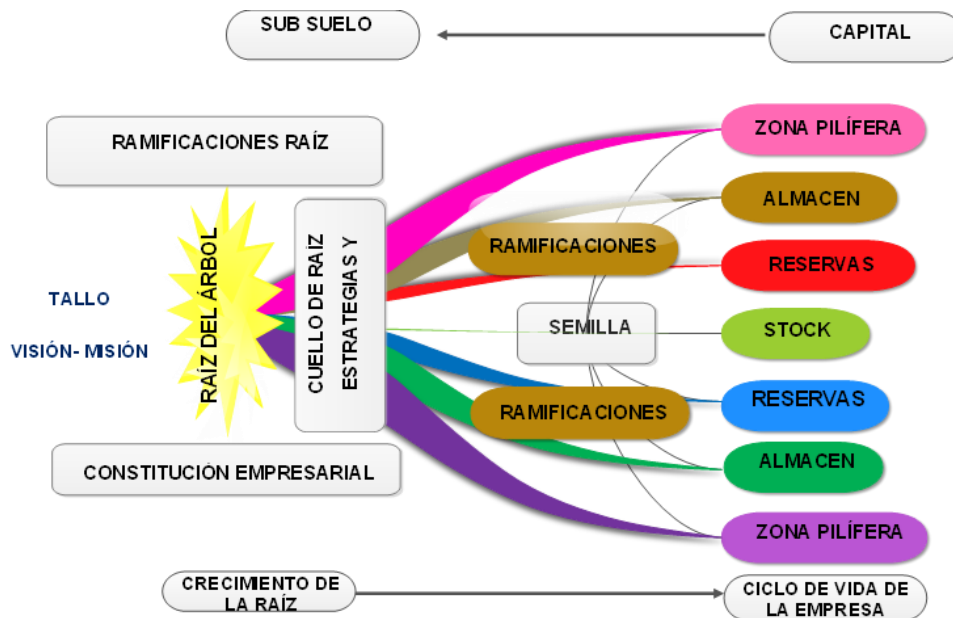 SUB SUELO
CAPITAL
RAMIFICACIONES RAÍZ
ZONA PILÍFERA
ALMACEN
RAMIFICACIONES
RESERVAS
RAÍZ DEL ÁRBOL
CUELLO DE RAÍZ
ESTRATEGIAS Y
TALLO
VISIÓN- MISIÓN
SEMILLA
STOCK
RAMIFICACIONES
RESERVAS
ALMACEN
CONSTITUCIÓN EMPRESARIAL
ZONA PILÍFERA
CRECIMIENTO DE
LA RAÍZ
CICLO DE VIDA DE
LA EMPRESA